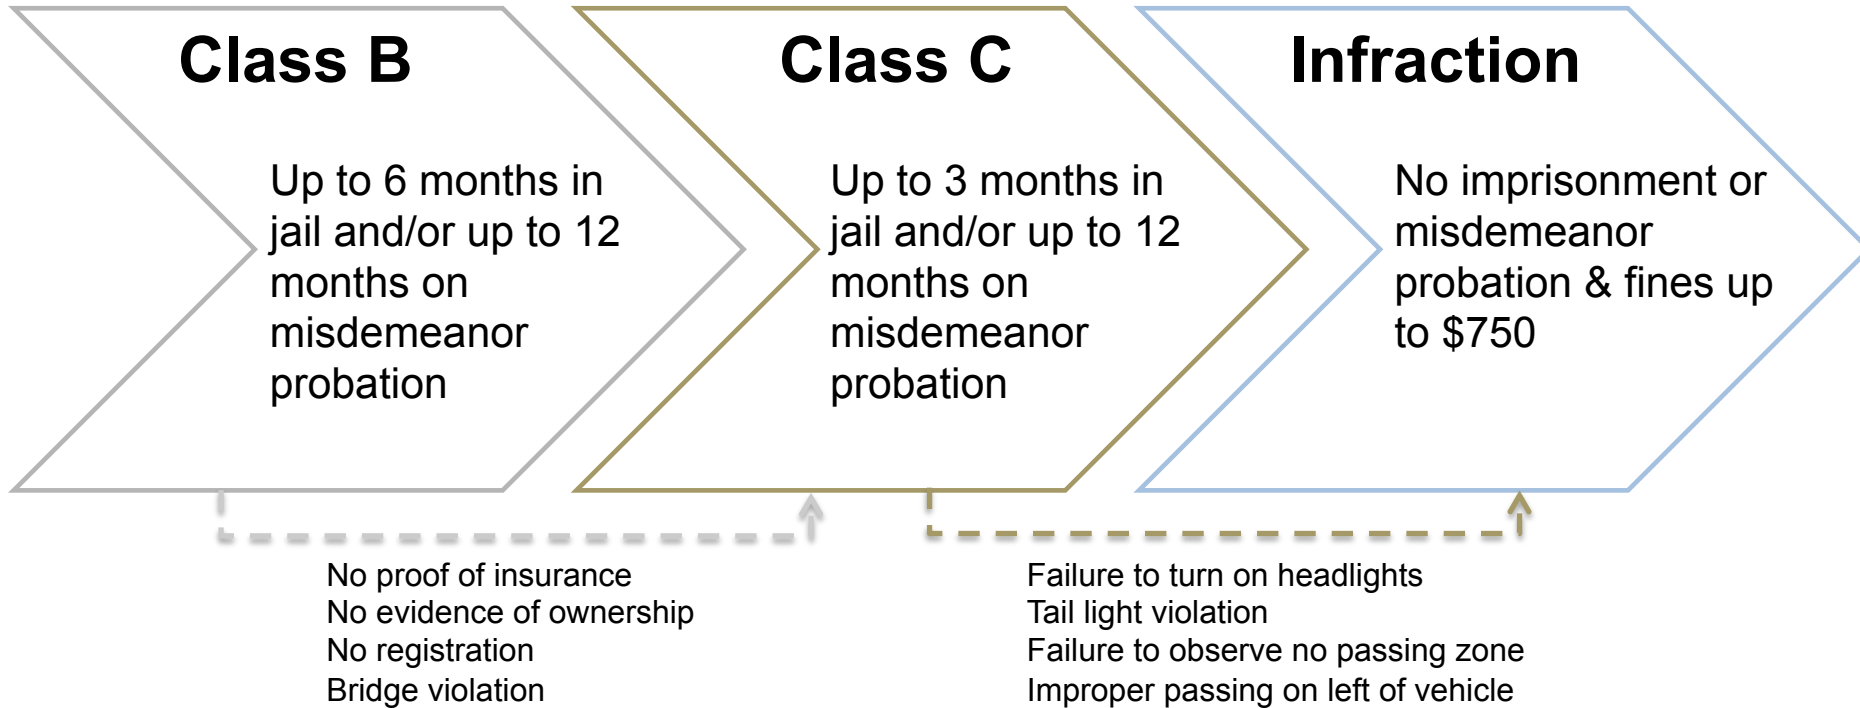 Class B
Up to 6 months in
jail and/or up to 12
months on
misdemeanor
probation
Class C
Up to 3 months in
jail and/or up to 12
months on
misdemeanor
probation
Infraction
No imprisonment or
misdemeanor
probation & fines up
to $750
No proof of insurance
No evidence of ownership
No registration
Bridge violation
Failure to turn on headlights
Tail light violation
Failure to observe no passing zone
Improper passing on left of vehicle